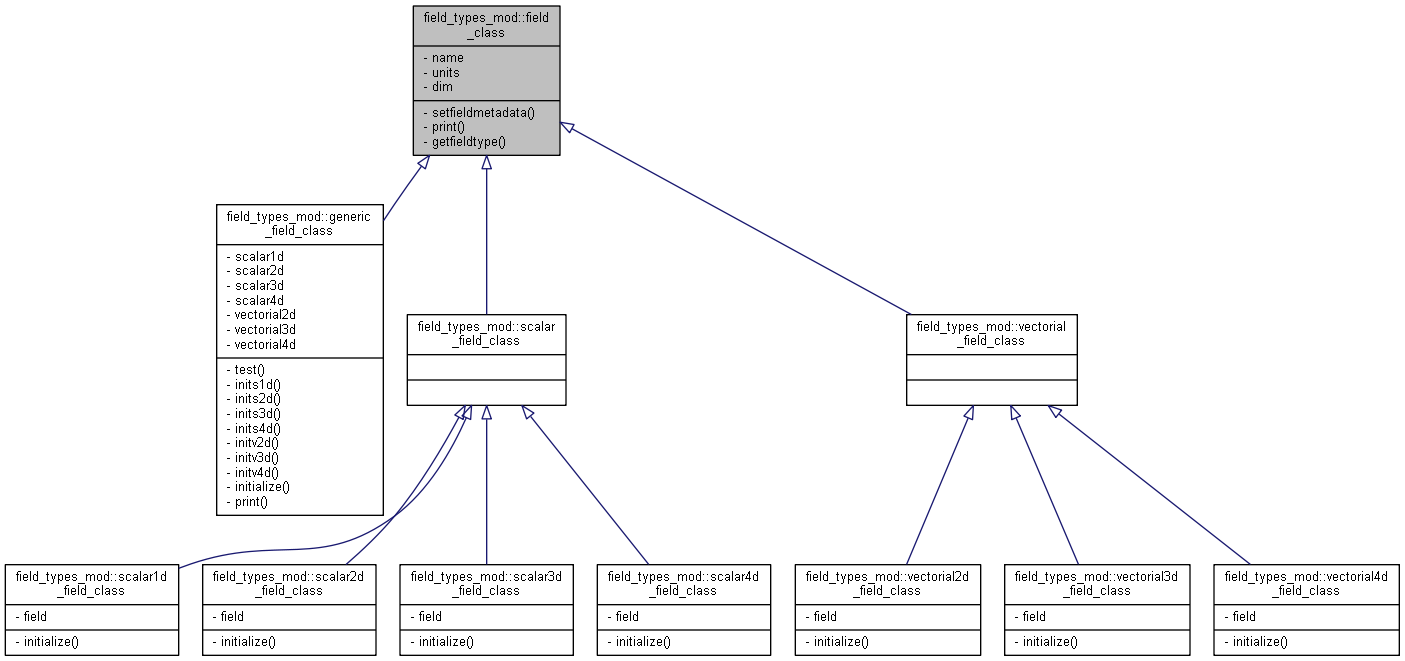 field_types_mod::field
_class
- name
- units
- dim
- setfieldmetadata()
- print()
- getfieldtype()
field_types_mod::generic
_field_class
- scalar1d
- scalar2d
- scalar3d
- scalar4d
- vectorial2d
- vectorial3d
- vectorial4d
- test()
- inits1d()
- inits2d()
- inits3d()
- inits4d()
- initv2d()
- initv3d()
- initv4d()
- initialize()
- print()
field_types_mod::scalar
_field_class
field_types_mod::vectorial
_field_class
field_types_mod::scalar1d
_field_class
- field
- initialize()
field_types_mod::scalar2d
_field_class
- field
- initialize()
field_types_mod::scalar3d
_field_class
- field
- initialize()
field_types_mod::scalar4d
_field_class
- field
- initialize()
field_types_mod::vectorial2d
_field_class
- field
- initialize()
field_types_mod::vectorial3d
_field_class
- field
- initialize()
field_types_mod::vectorial4d
_field_class
- field
- initialize()